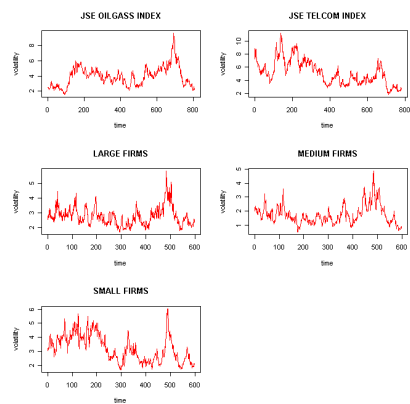 JSE OILGASS INDEX
volatility
2 4 6 8
0 200 400 600 800
time
JSE TELCOM INDEX
volatility
2 4 6 8 10
0 200 400 600 800
time
LARGE FIRMS
volatility
2 3 4 5
0 100 200 300 400 500 600
time
MEDIUM FIRMS
volatility
1 2 3 4 5
0 100 200 300 400 500 600
time
SMALL FIRMS
volatility
2 3 4 5 6
0 100 200 300 400 500 600
time